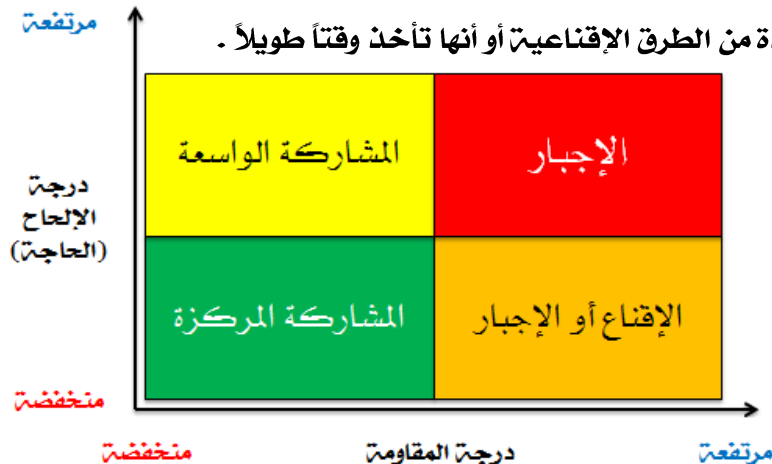 مرتفعة
من الطرق الإقناعية أو أنها تأخذ وقتاً طويلاً .
المشاركة الواسعة
الإجبار
درجة
الإلحاح
(الحاجة)
المشاركة المركزة
الإقناع أو الإجبار
منخفضة
منخفضة
درجة المقاومة
مرتفعة